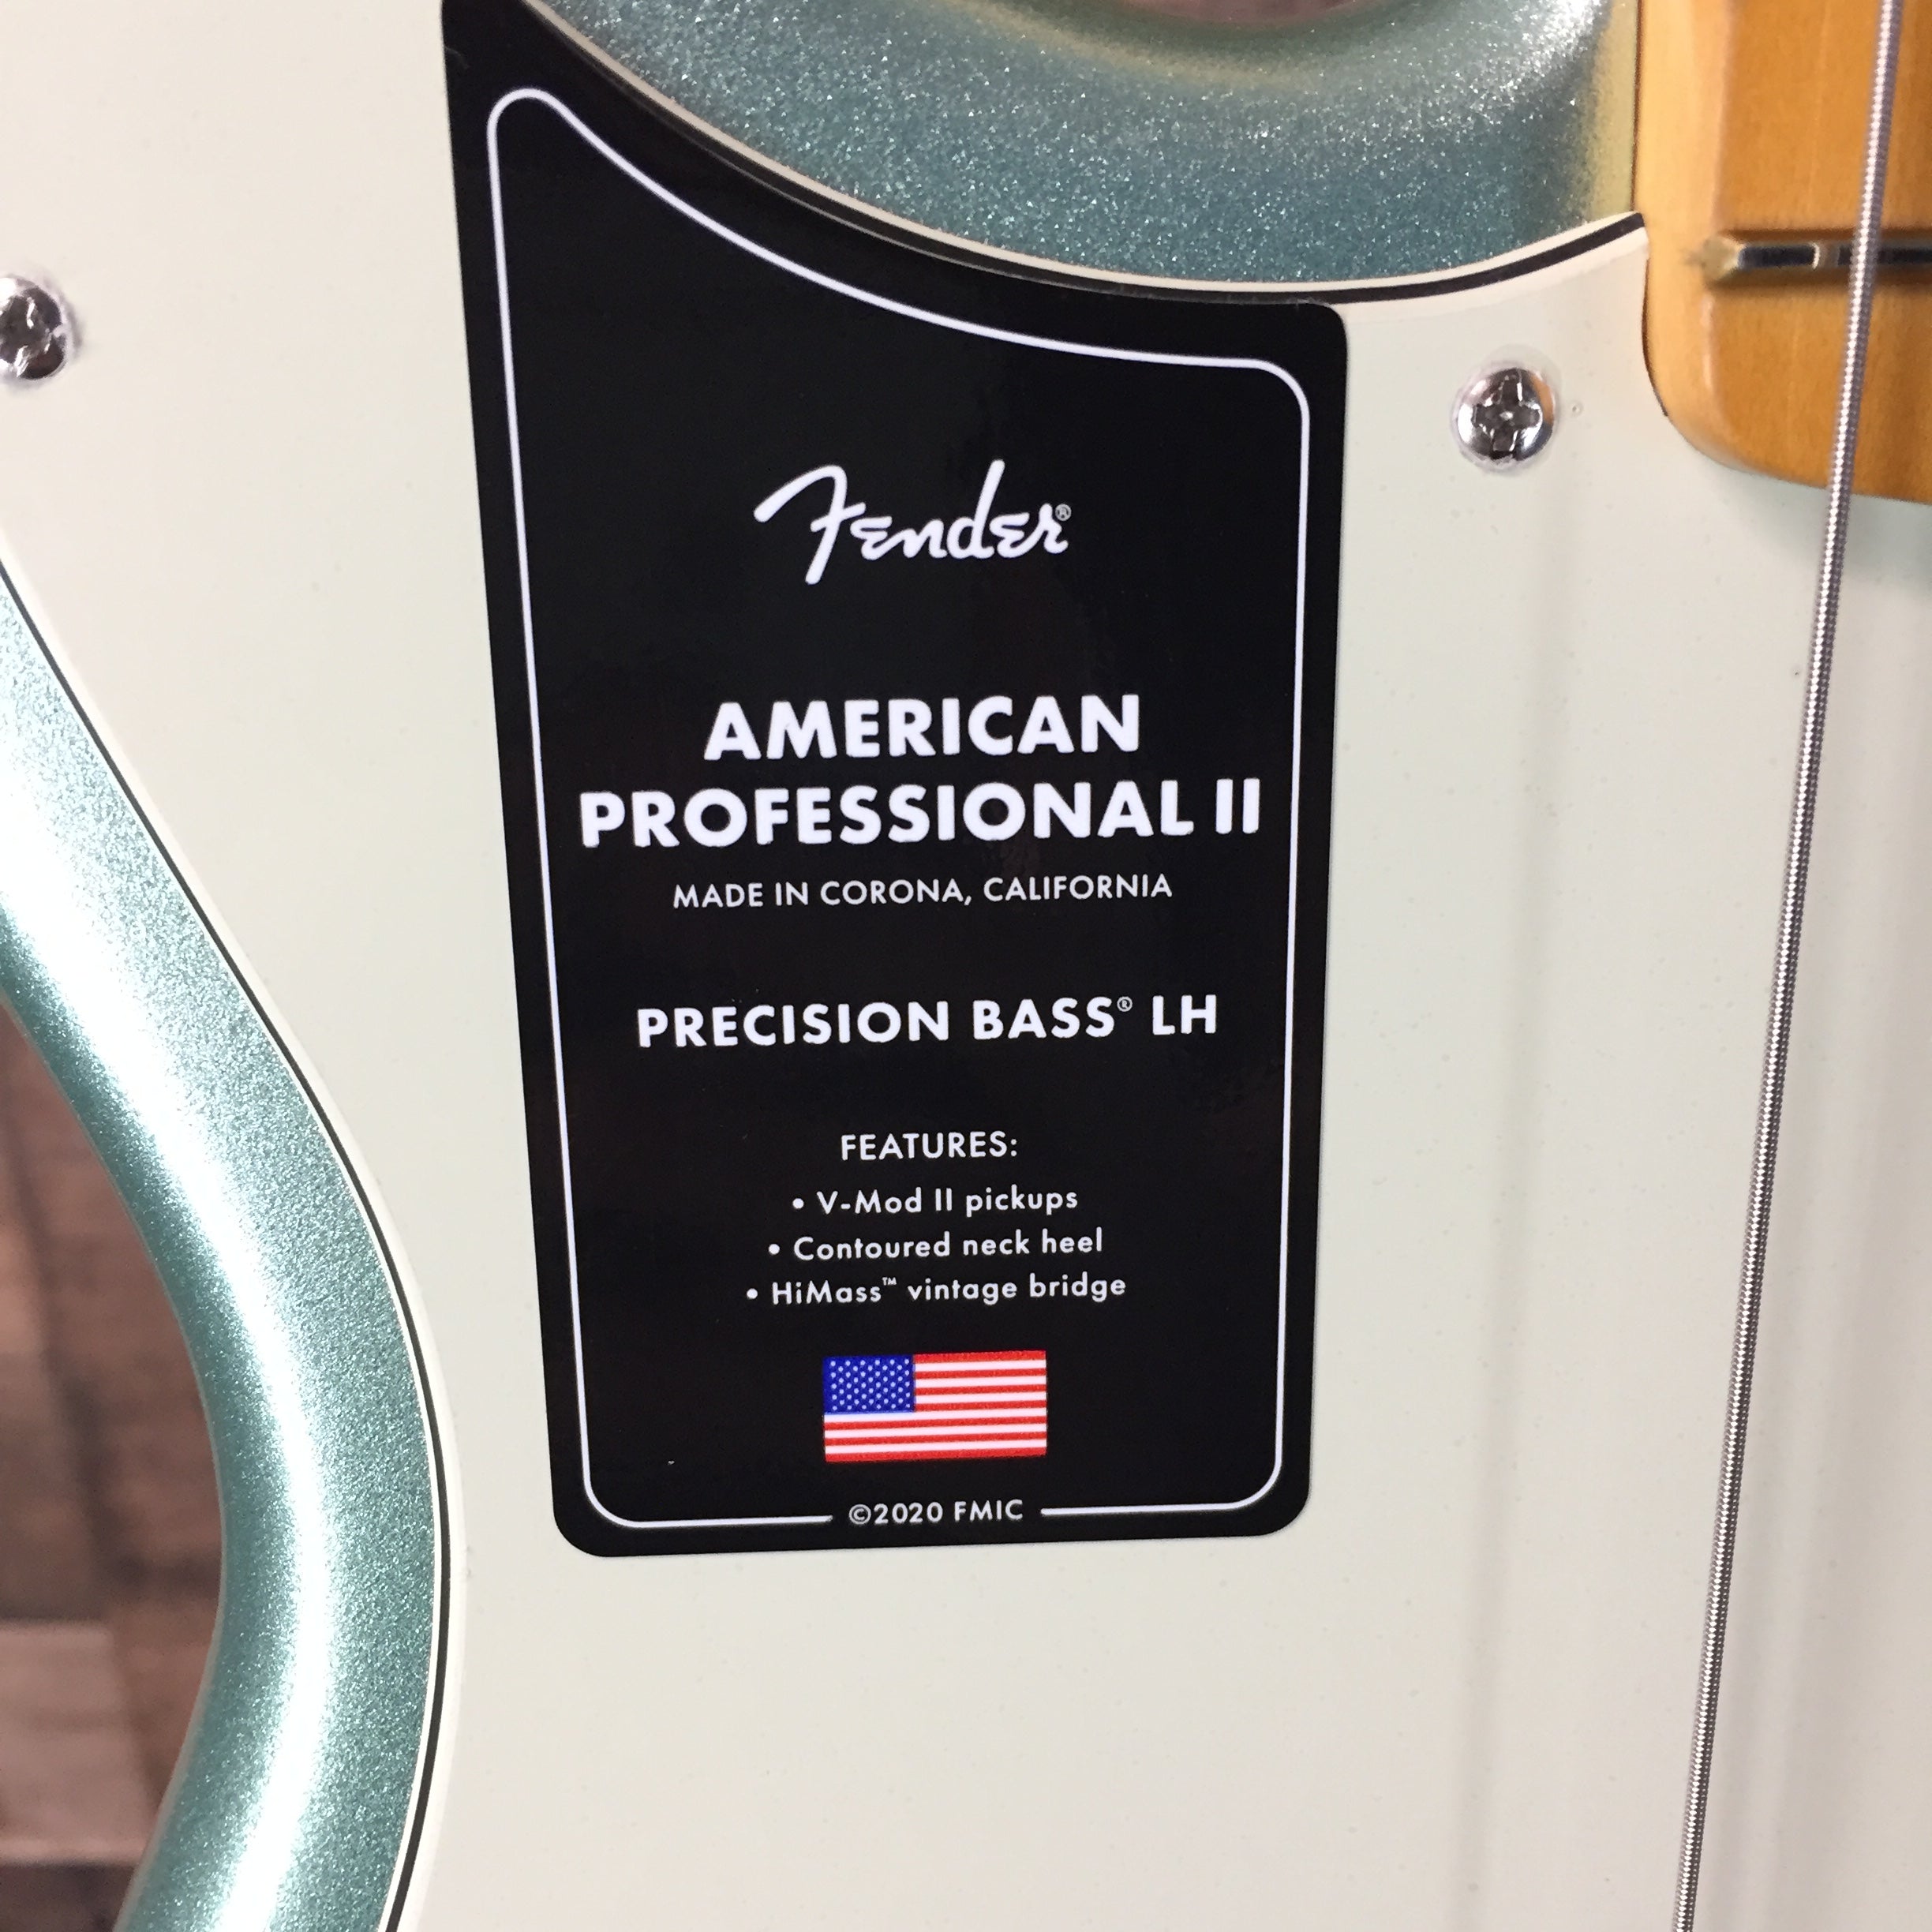 Fender®
AMERICAN
PROFESSIONAL II
MADE IN CORONA, CALIFORNIA
PRECISION BASS® LH
FEATURES:
• V-Mod II pickups
• Contoured neck heel
• HiMass™ vintage bridge
©2020 FMIC